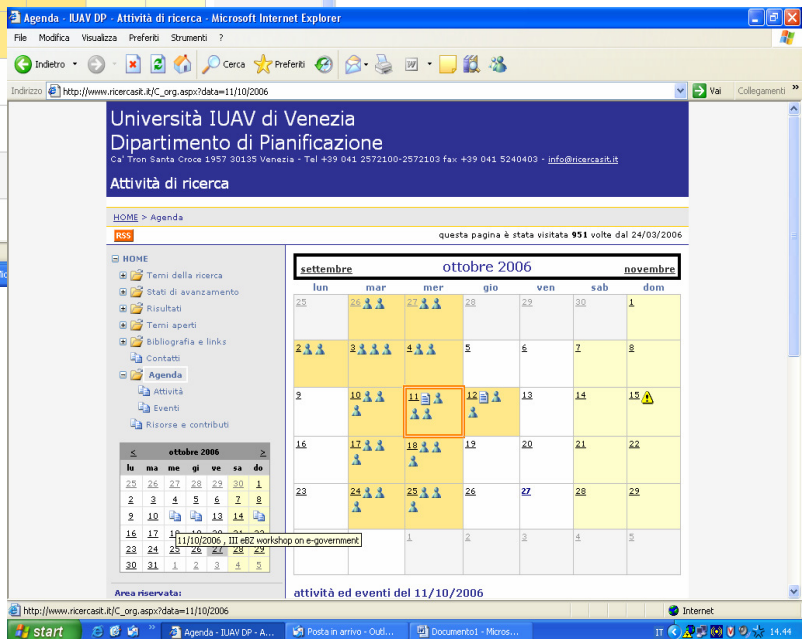 Agenda - IUAV DP - Attività di ricerca - Microsoft Internet Explorer
File Modifica Visualizza Preferiti Strumenti ?
Indietro Cerca Preferiti
Indirizzo http://www.ricercasit.it/C_org.aspx?data=11/10/2006 Vai Collegamenti »
Università IUAV di Venezia
Dipartimento di Pianificazione
Ca' Tron Santa Croce 1957 30135 Venezia - Tel +39 041 2572100-2572103 fax +39 041 5240403 - info@ricercasit.it
Attività di ricerca
HOME > Agenda
RSS questa pagina è stata visitata 951 volte dal 24/03/2006
HOME
Temi della ricerca
Stati di avanzamento
Risultati
Temi aperti
Bibliografia e links
Contatti
Agenda
Attività
Eventi
Risorse e contributi
< ottobre 2006 >
lu ma me gi ve sa do
25 26 27 28 29 30 1
2 3 4 5 6 7 8
9 10 13 14
16 17
11/10/2006 , III eBZ workshop on e-government
23 24 25 26 27 28 29
30 31 1 2 3 4 5
Area riservata:
settembre ottobre 2006 novembre
lun mar mer gio ven sab dom
25 26 27 28 29 30 1
2 3 4 5 6 7 8
9 10 11 12 13 14 15
16 17 18 19 20 21 22
23 24 25 26 27 28 29
1 2 3 4 5
attività ed eventi del 11/10/2006
http://www.ricercasit.it/C_org.aspx?data=11/10/2006 Internet
start Agenda - IUAV DP - A... Posta in arrivo - Outl... Documento1 - Micros... IT 14.44